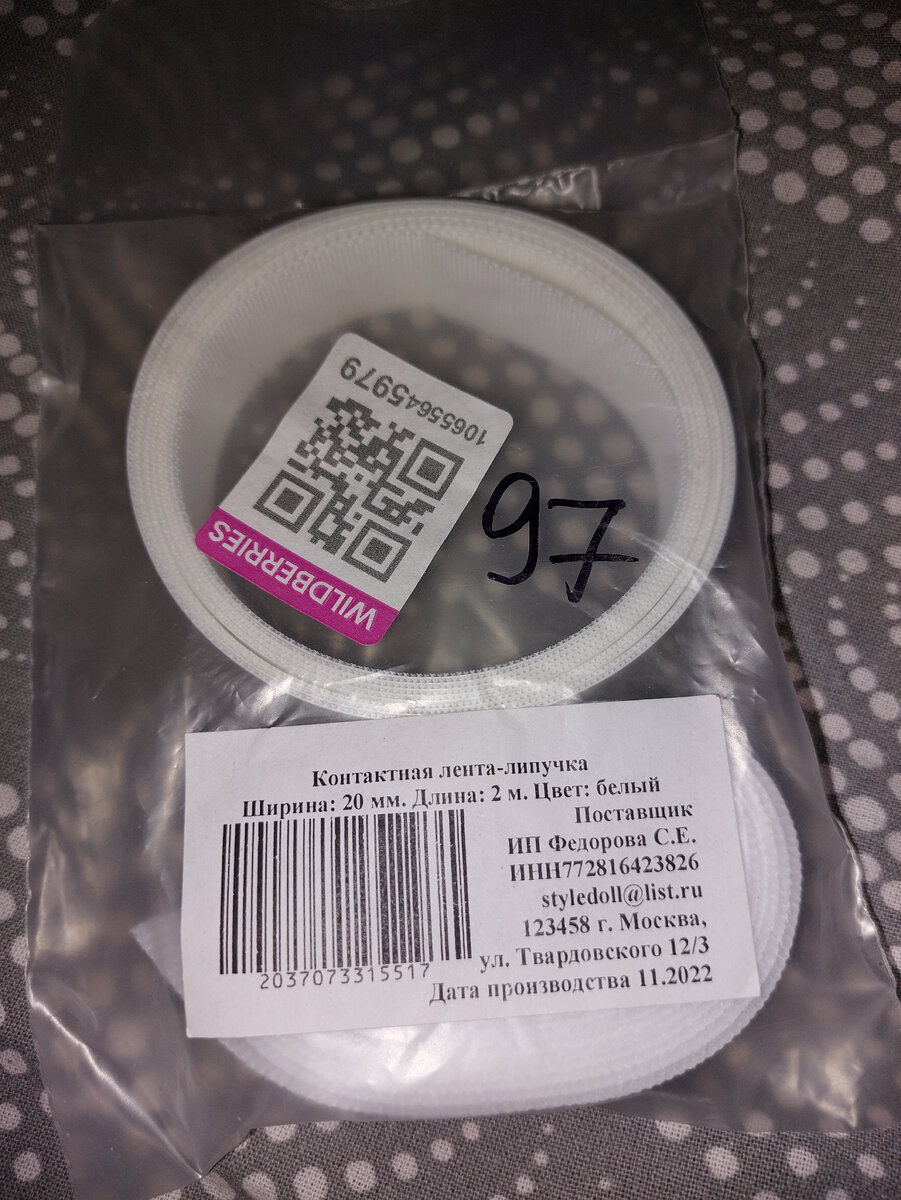 10655645979
WILDBERRIES
97
Контактная лента-липучка
Ширина: 20 мм. Длина: 2 м. Цвет: белый
Поставщик
ИП Федорова С.Е.
ИНН772816423826
styledoll@list.ru
123458 г. Москва,
ул. Твардовского 12/3
Дата производства 11.2022
2037073315517